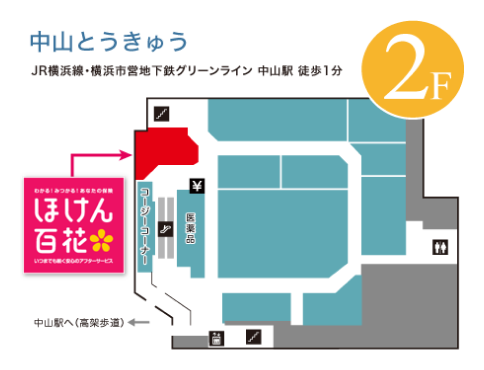 中山とうきゅう
JR横浜線・横浜市営地下鉄グリーンライン 中山駅 徒歩1分
2F
わかる!みつかる!あなたの保険
ほけん
百花
いつまでも続く安心のアフターサービス
コージーコーナー
¥
医薬品
中山駅へ(高架歩道)